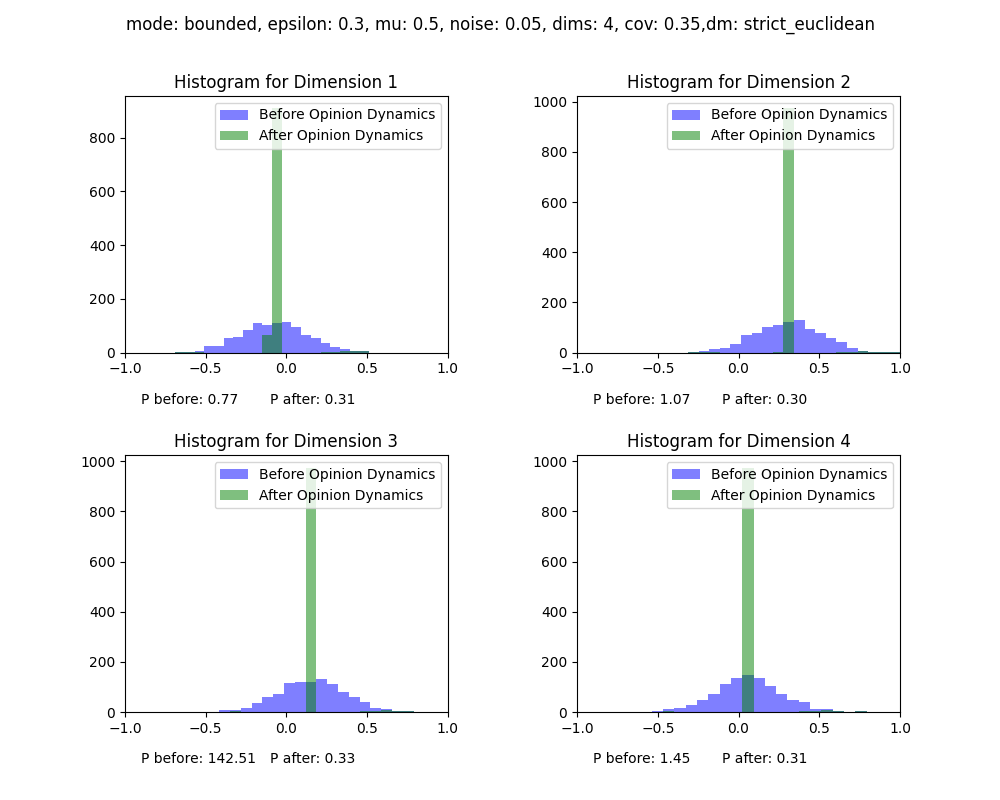 mode: bounded, epsilon: 0.3, mu: 0.5, noise: 0.05, dims: 4, cov: 0.35,dm: strict_euclidean
Histogram for Dimension 1
Before Opinion Dynamics
After Opinion Dynamics
800
600
400
200
0
−1.0 −0.5 0.0 0.5 1.0
P before: 0.77 P after: 0.31
Histogram for Dimension 2
Before Opinion Dynamics
After Opinion Dynamics
1000
800
600
400
200
0
−1.0 −0.5 0.0 0.5 1.0
P before: 1.07 P after: 0.30
Histogram for Dimension 3
Before Opinion Dynamics
After Opinion Dynamics
1000
800
600
400
200
0
−1.0 −0.5 0.0 0.5 1.0
P before: 142.51 P after: 0.33
Histogram for Dimension 4
Before Opinion Dynamics
After Opinion Dynamics
1000
800
600
400
200
0
−1.0 −0.5 0.0 0.5 1.0
P before: 1.45 P after: 0.31